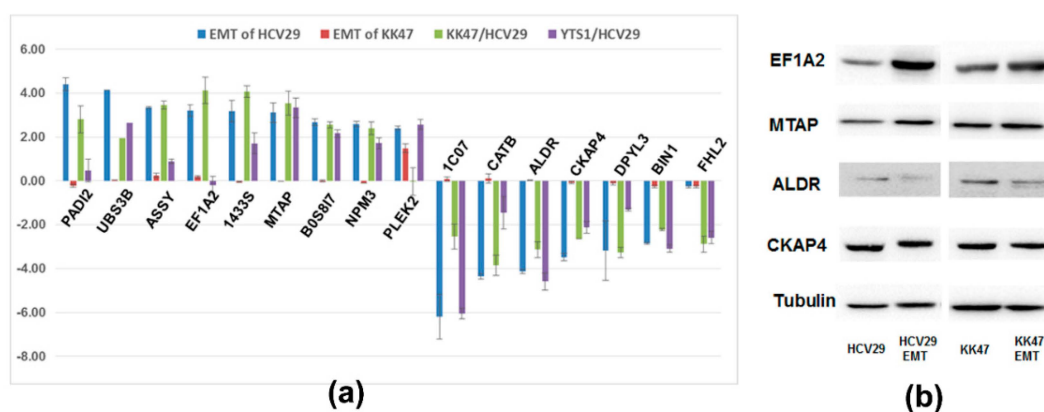 EMT of HCV29 EMT of KK47 KK47/HCV29 YTS1/HCV29
6.00
4.00
2.00
0.00
-2.00
-4.00
-6.00
-8.00
PADI2
UBS3B
ASSY
EF1A2
1433S
MTAP
B0S8I7
NPM3
PLEK2
1C07
CATB
ALDR
CKAP4
DPYL3
BIN1
FHL2
(a)
EF1A2
MTAP
ALDR
CKAP4
Tubulin
HCV29 HCV29 EMT KK47 KK47 EMT
(b)